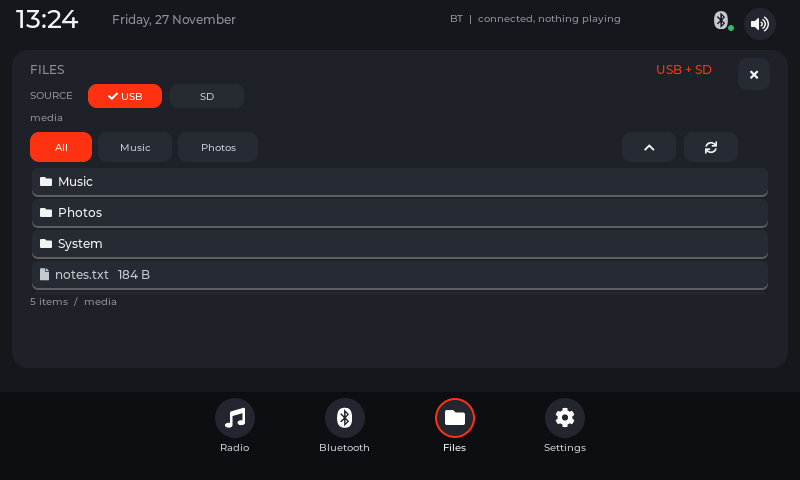 13:24 Friday, 27 November BT | connected, nothing playing
FILES USB + SD
SOURCE USB SD
media
All Music Photos
Music
Photos
System
notes.txt 184 B
5 items / media
Radio Bluetooth Files Settings